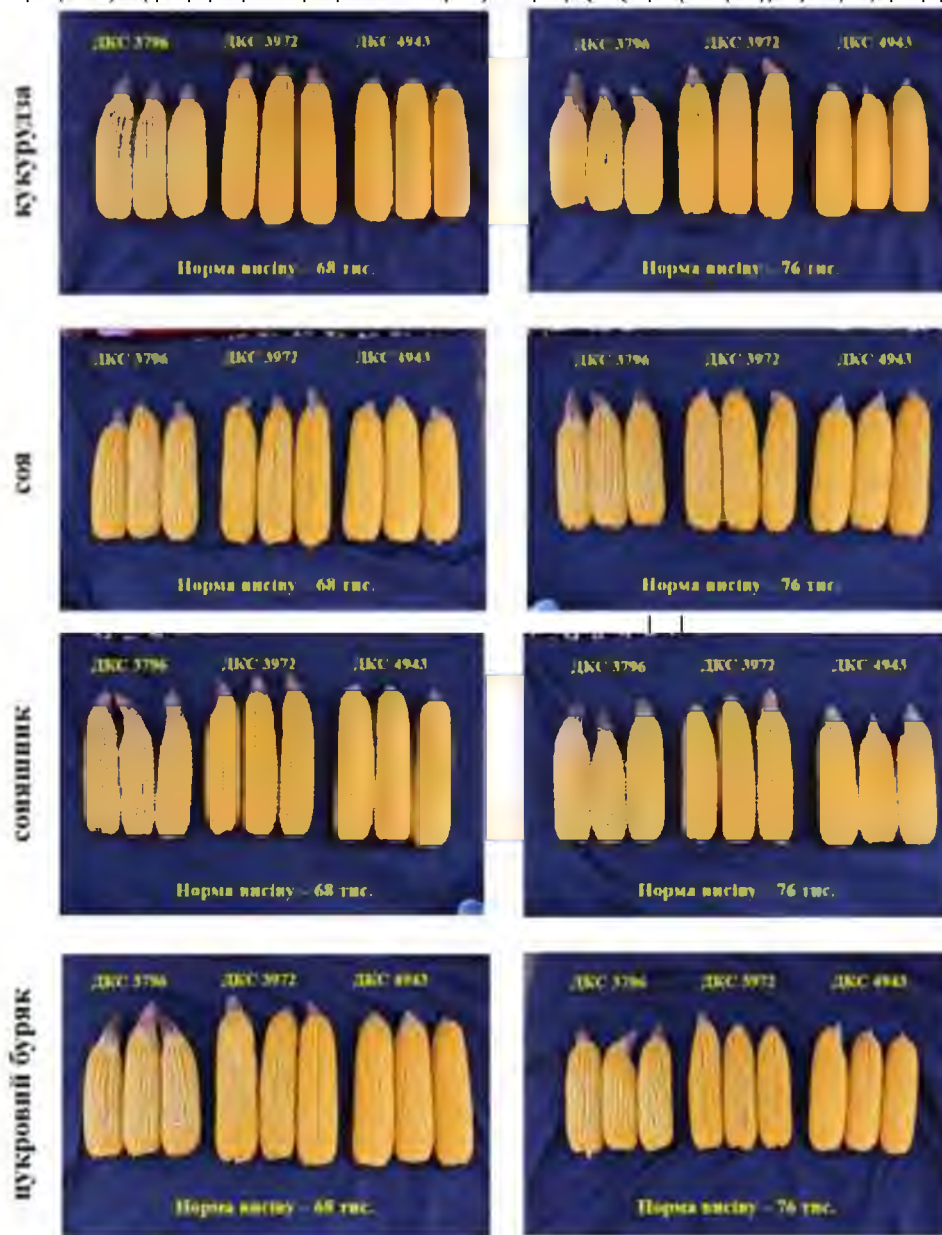 кукурудза
ДКС 3796 ДКС 3972 ДКС 4943
Норма висіву – 68 тис.
ДКС 3796 ДКС 3972 ДКС 4943
Норма висіву – 76 тис.
соя
ДКС 3796 ДКС 3972 ДКС 4943
Норма висіву – 68 тис.
ДКС 3796 ДКС 3972 ДКС 4943
Норма висіву – 76 тис.
соняшник
ДКС 3796 ДКС 3972 ДКС 4943
Норма висіву – 68 тис.
ДКС 3796 ДКС 3972 ДКС 4943
Норма висіву – 76 тис.
цукровий буряк
ДКС 3796 ДКС 3972 ДКС 4943
Норма висіву – 68 тис.
ДКС 3796 ДКС 3972 ДКС 4943
Норма висіву – 76 тис.